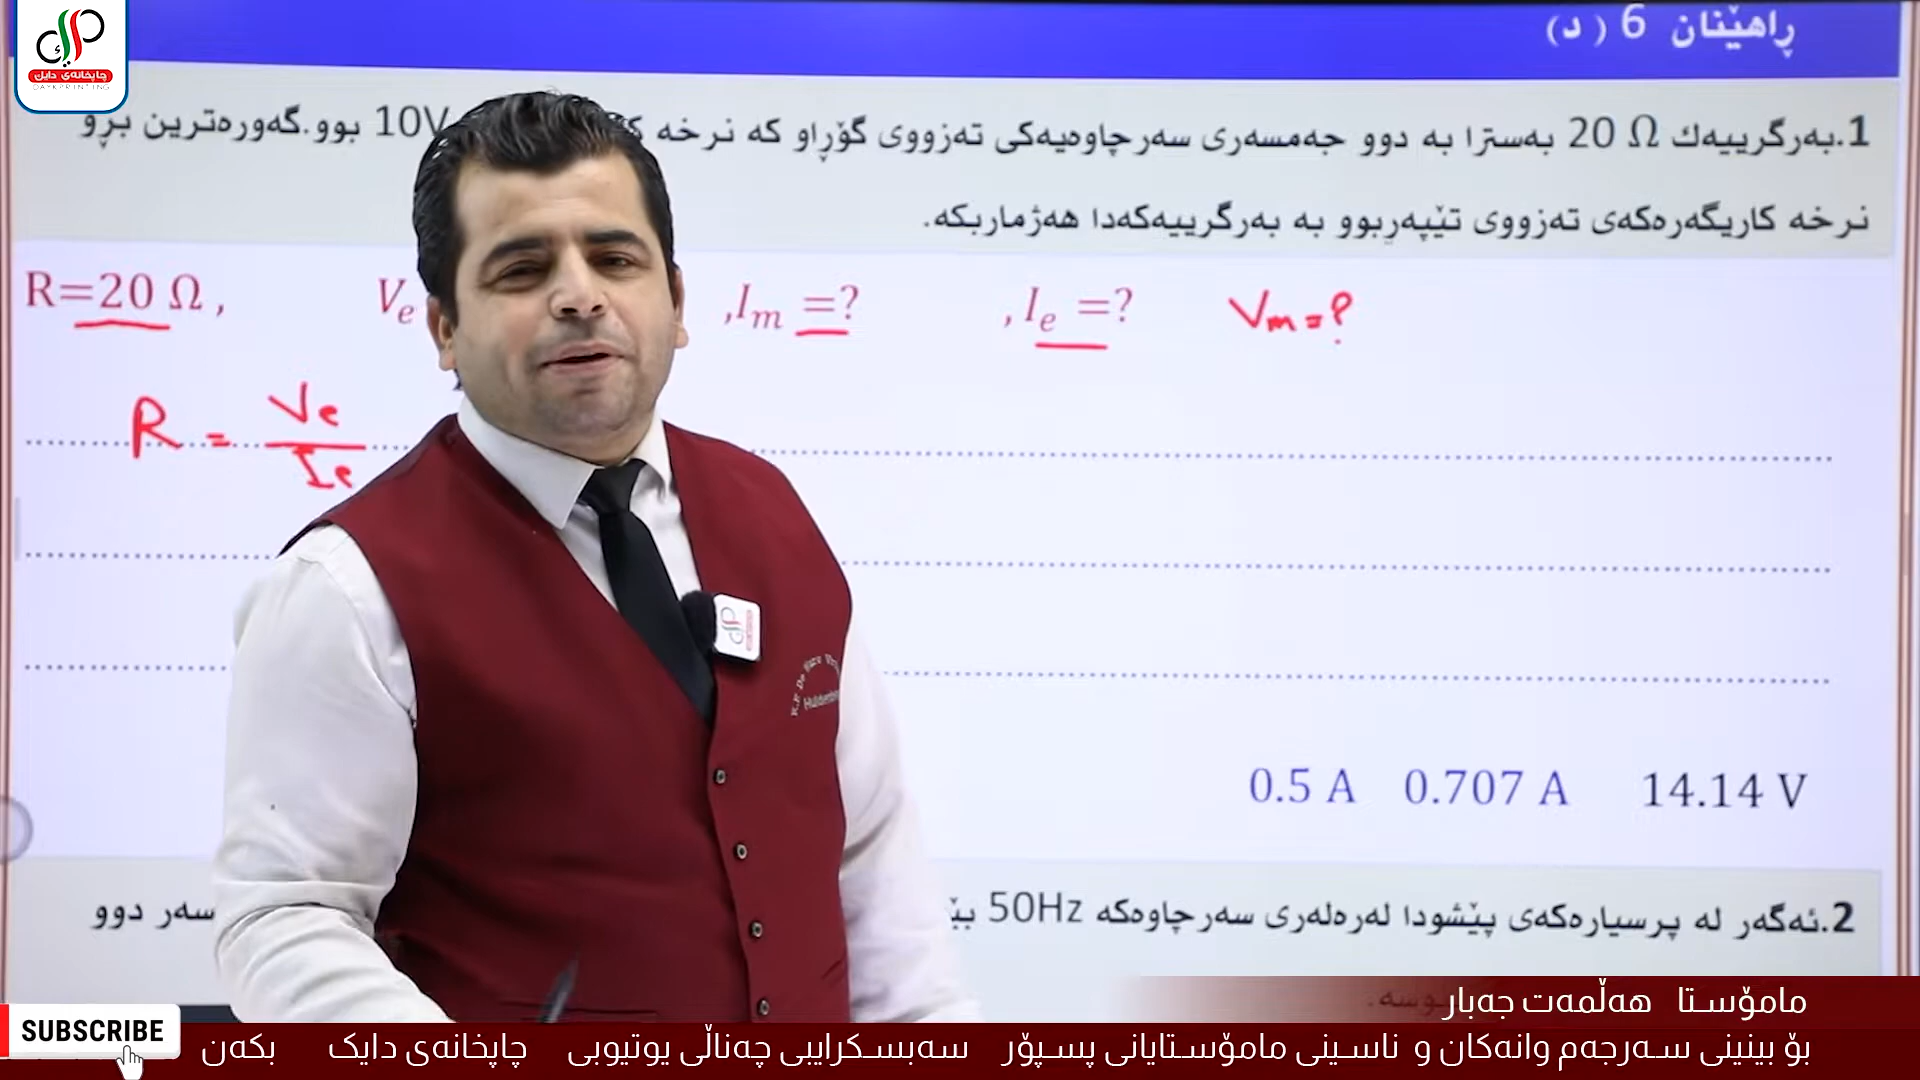 چاپخانەی دایک
DAYK PRINTING
ڕاهێنان 6 ( د )
1.بەرگرییەك 20 Ω بەسترا بە دوو جەمسەری سەرچاوەیەکی تەزووی گۆڕاو کە نرخە 10V بوو.گەورەترین بڕو
نرخە کاریگەرەکەی تەزووی تێپەڕبوو بە بەرگرییەکەدا هەژماربکە.
R=20 Ω , Ve ,Im =? , Ie =? Vm = ?
R = Ve / Ie
0.5 A 0.707 A 14.14 V
2.ئەگەر لە پرسیارەکەی پێشودا لەرەلەری سەرچاوەکە 50Hz سەر دوو
مامۆستا هەڵمەت جەبار
SUBSCRIBE
بۆ بینینی سەرجەم وانەکان و ناسینی مامۆستایانی پسپۆر سەبسکرایبی چەناڵی یوتیوبی چاپخانەی دایک بکەن